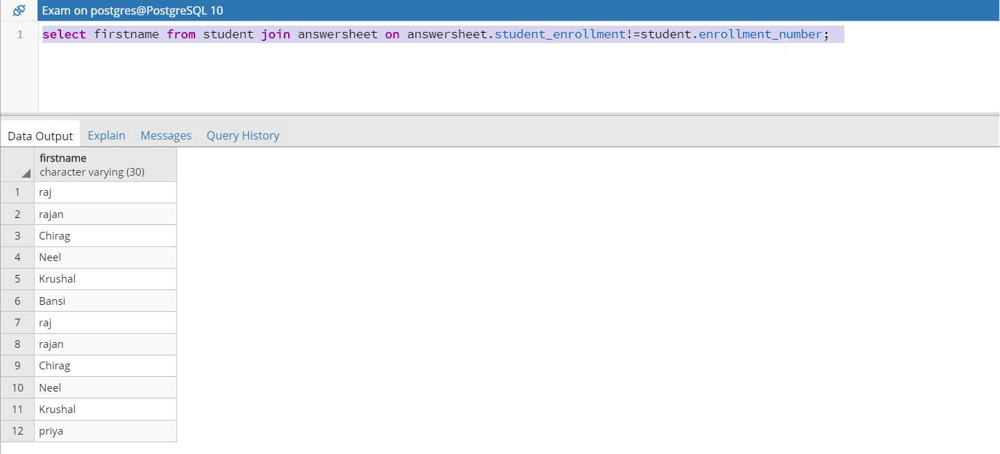 Exam on postgres@PostgreSQL 10
1 select firstname from student join answersheet on answersheet.student_enrollment!=student.enrollment_number;
Data Output Explain Messages Query History
firstname
character varying (30)
1 raj
2 rajan
3 Chirag
4 Neel
5 Krushal
6 Bansi
7 raj
8 rajan
9 Chirag
10 Neel
11 Krushal
12 priya